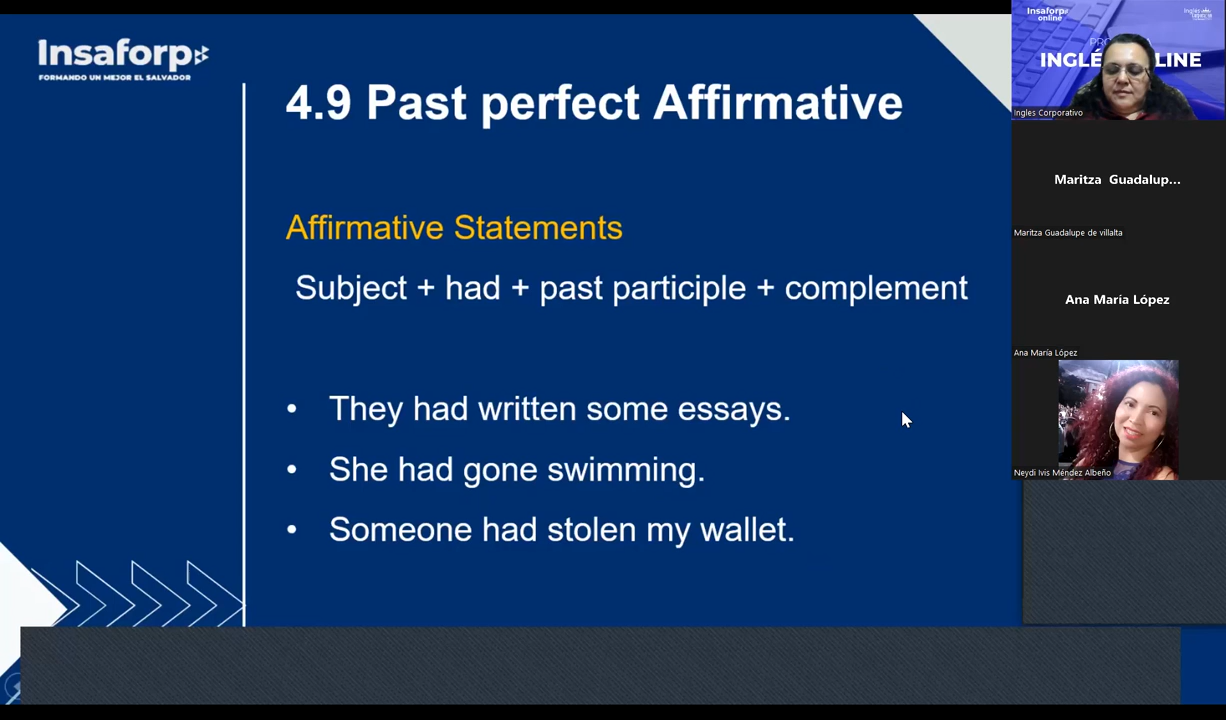 Insaforp
FORMANDO UN MEJOR EL SALVADOR
4.9 Past perfect Affirmative
Affirmative Statements
Subject + had + past participle + complement
• They had written some essays.
• She had gone swimming.
• Someone had stolen my wallet.
Insaforp
online
INGLÉ
LINE
Ingles Corporativo
Maritza Guadalup...
Maritza Guadalupe de villalta
Ana María López
Ana María López
Neydi Ivis Méndez Albeño